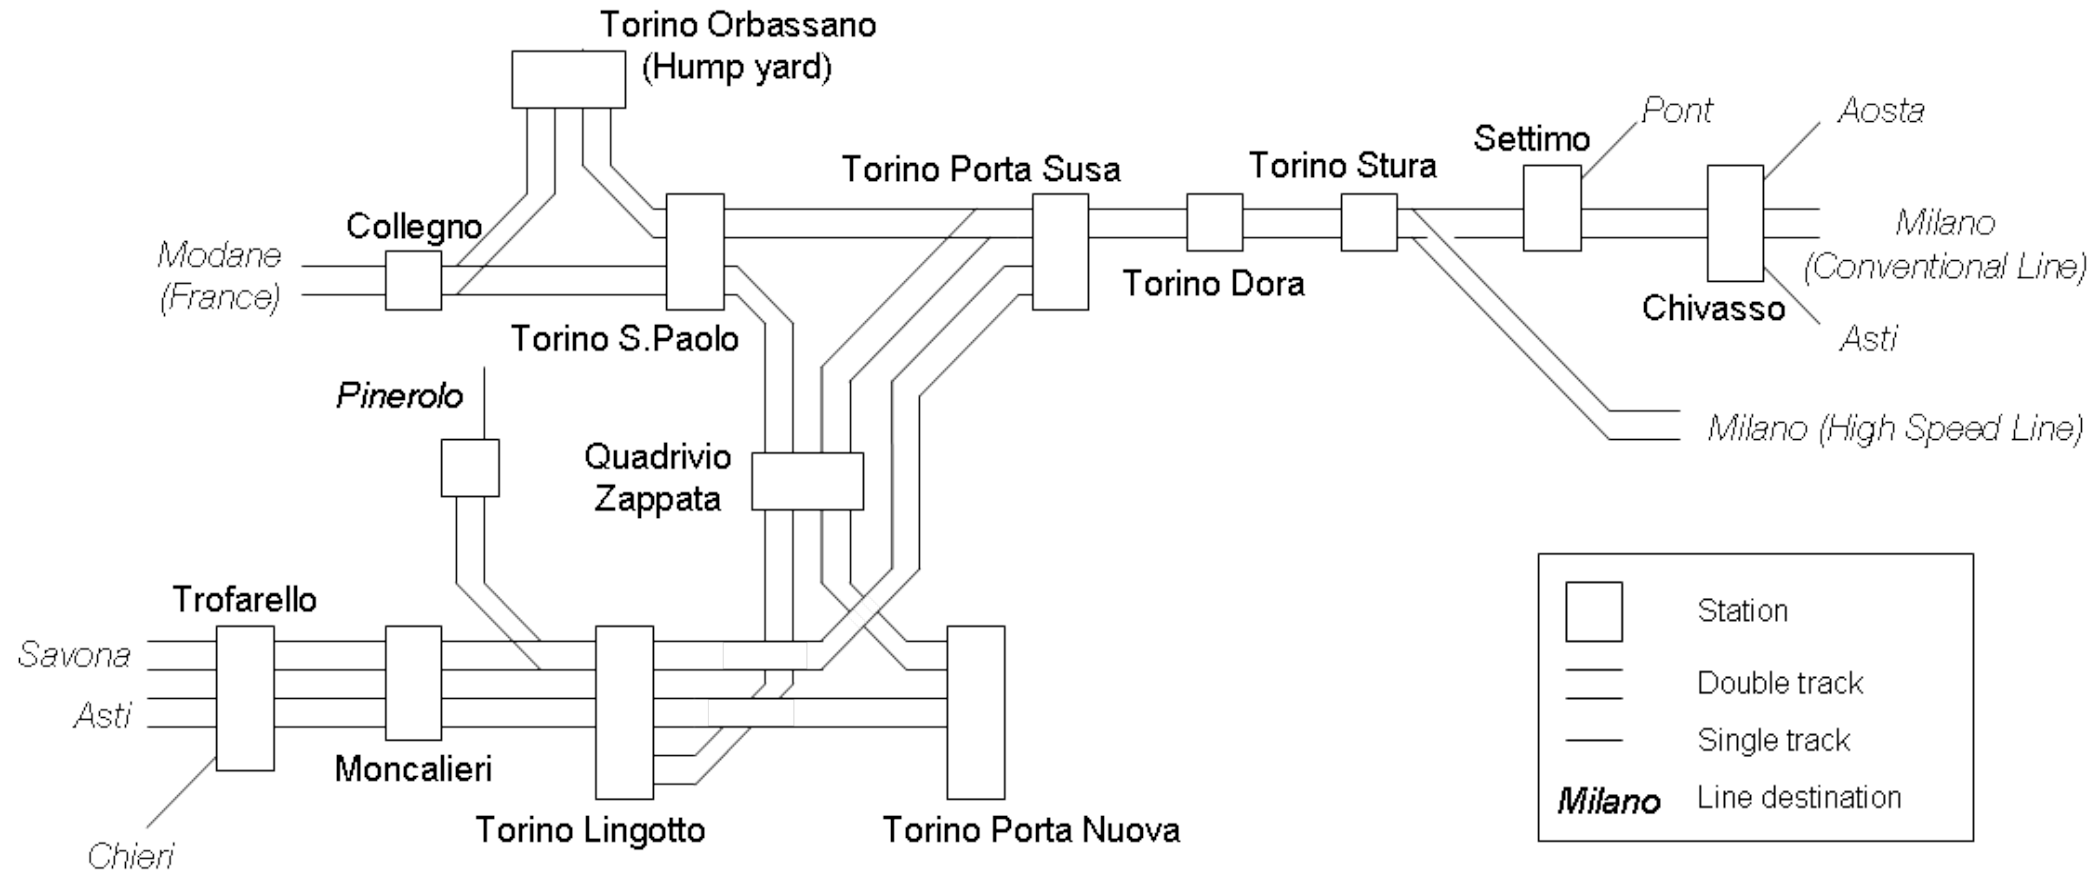 Torino Orbassano
(Hump yard)
Pont
Aosta
Settimo
Torino Porta Susa
Torino Stura
Collegno
Modane
(France)
Milano
(Conventional Line)
Torino Dora
Chivasso
Torino S.Paolo
Asti
Pinerolo
Milano (High Speed Line)
Quadrivio
Zappata
Trofarello
Station
Savona
Double track
Asti
Single track
Moncalieri
Milano Line destination
Torino Lingotto
Torino Porta Nuova
Chieri